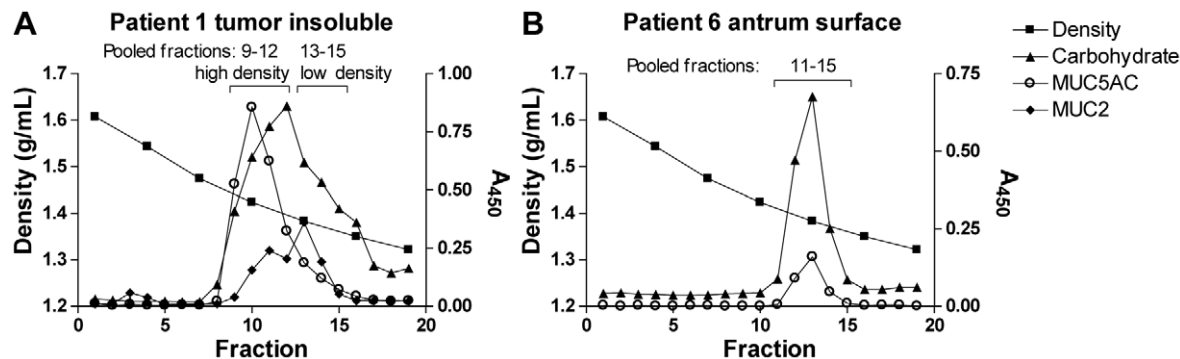 A Patient 1 tumor insoluble
Pooled fractions: 9-12 13-15
high density low density
1.7
1.6
1.5
1.4
1.3
1.2
Density (g/mL)
1.00
0.75
0.50
0.25
0.00
A450
0 5 10 15 20
Fraction
B Patient 6 antrum surface
Pooled fractions: 11-15
1.7
1.6
1.5
1.4
1.3
1.2
Density (g/mL)
0.75
0.50
0.25
0.00
A450
0 5 10 15 20
Fraction
Density
Carbohydrate
MUC5AC
MUC2